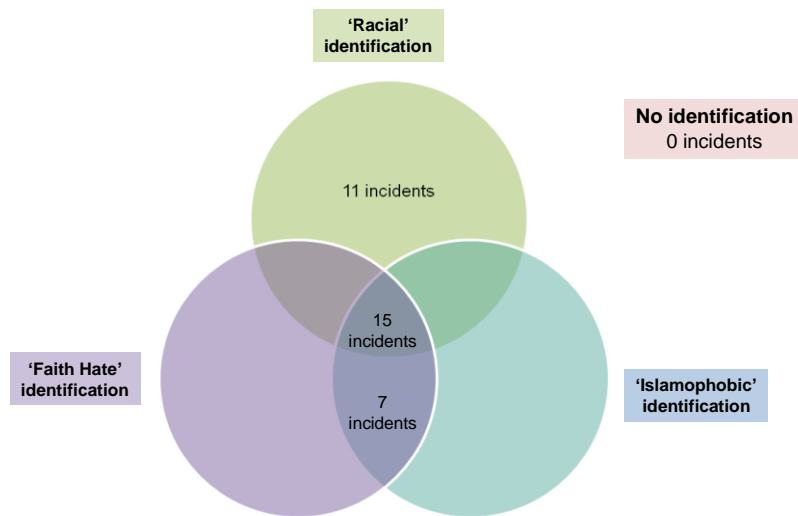 ‘Racial’
identification
No identification
0 incidents
11 incidents
15
incidents
‘Faith Hate’
identification
‘Islamophobic’
identification
7
incidents